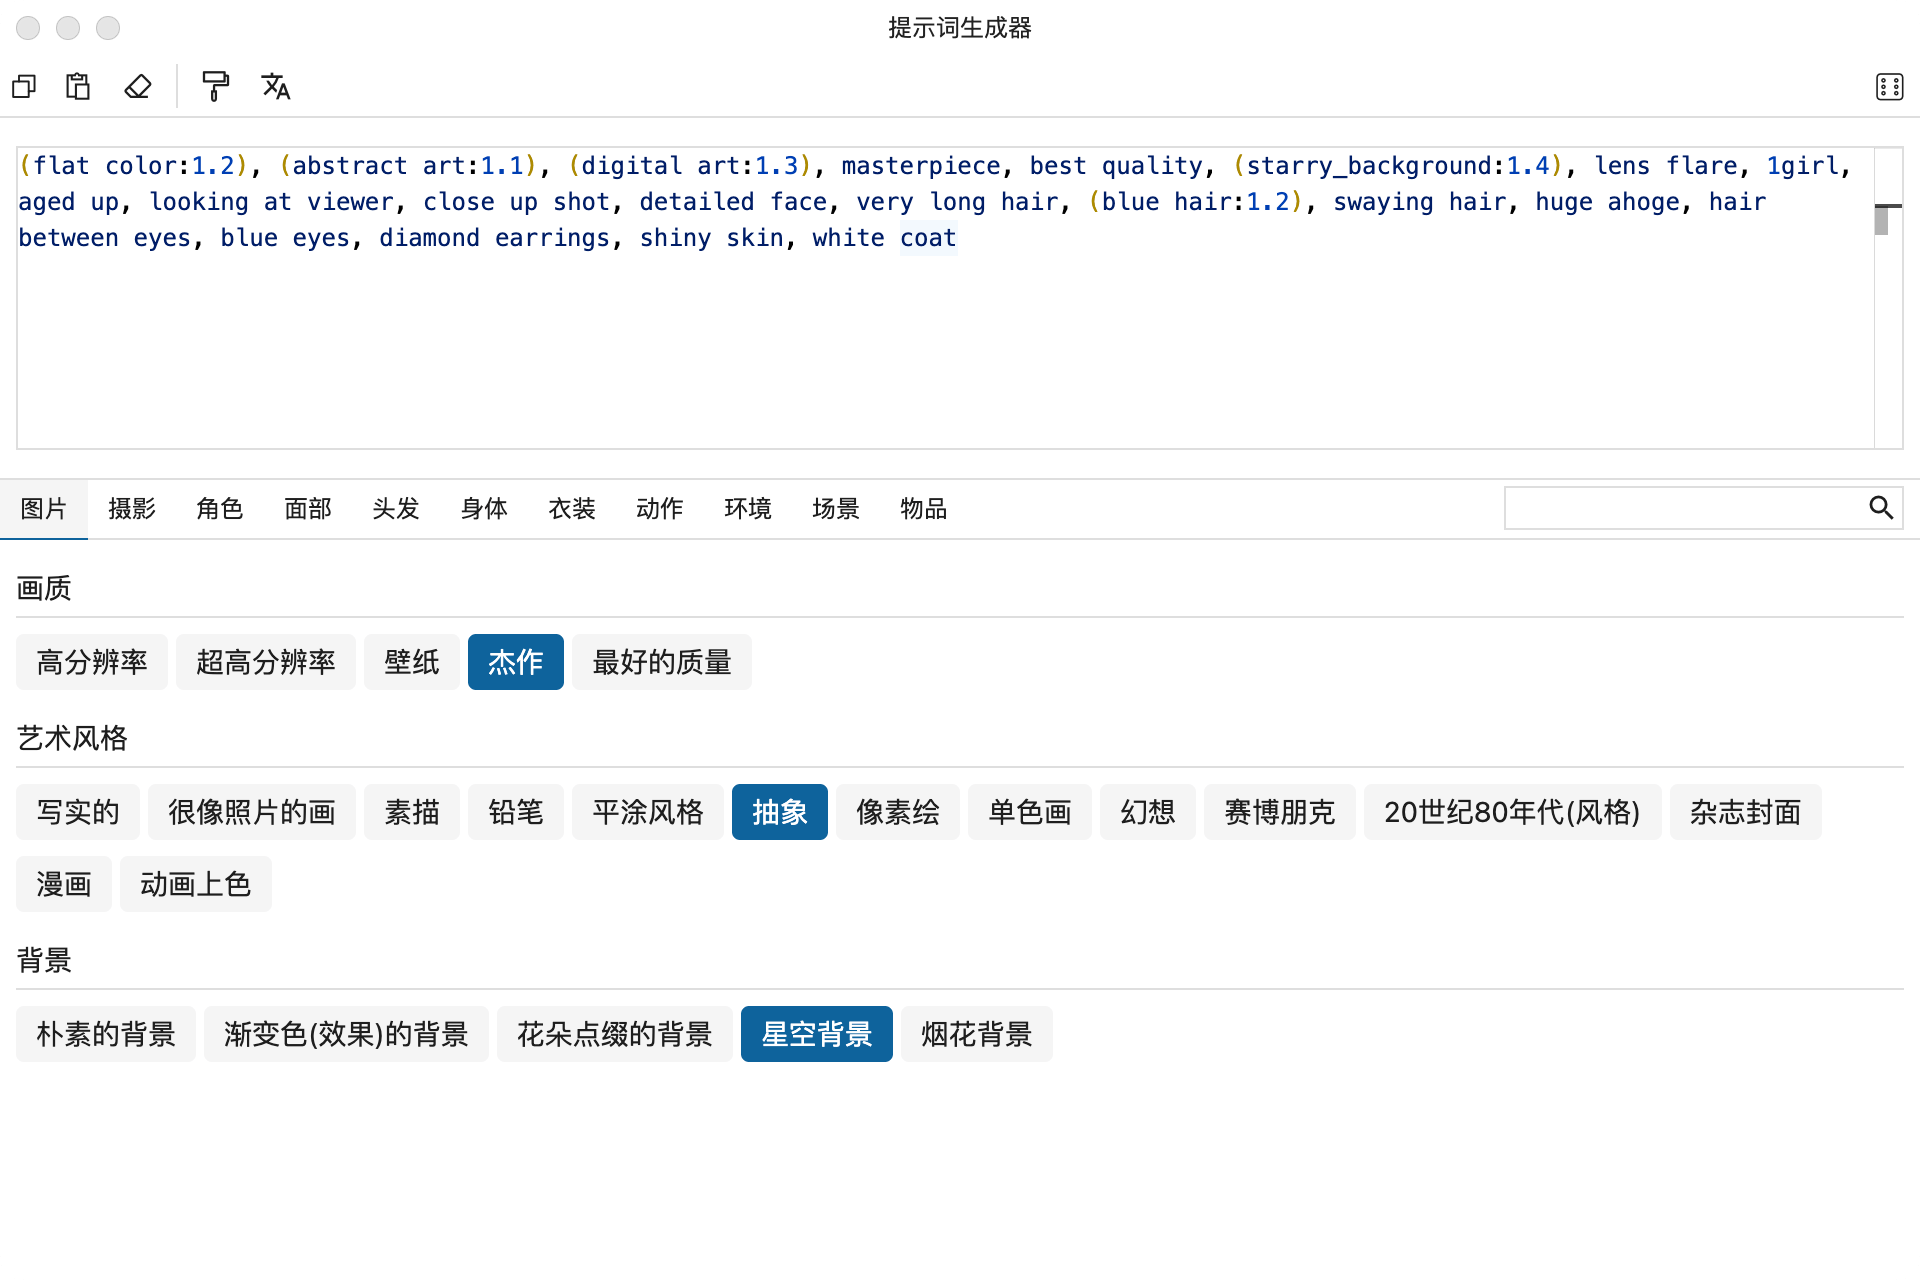 提示词生成器
(flat color:1.2), (abstract art:1.1), (digital art:1.3), masterpiece, best quality, (starry_background:1.4), lens flare, 1girl,
aged up, looking at viewer, close up shot, detailed face, very long hair, (blue hair:1.2), swaying hair, huge ahoge, hair
between eyes, blue eyes, diamond earrings, shiny skin, white coat
图片 摄影 角色 面部 头发 身体 衣装 动作 环境 场景 物品
画质
高分辨率 超高分辨率 壁纸 杰作 最好的质量
艺术风格
写实的 很像照片的画 素描 铅笔 平涂风格 抽象 像素绘 单色画 幻想 赛博朋克 20世纪80年代(风格) 杂志封面
漫画 动画上色
背景
朴素的背景 渐变色(效果)的背景 花朵点缀的背景 星空背景 烟花背景